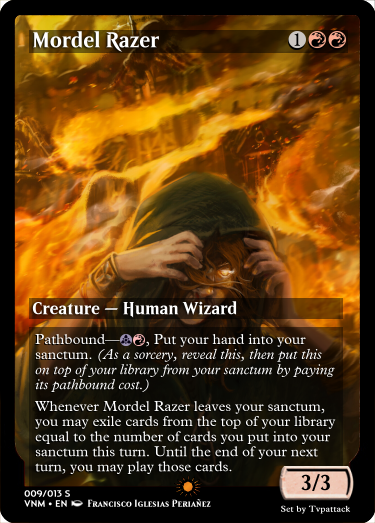 Mordel Razer 1
Creature — Human Wizard
Pathbound—, Put your hand into your
sanctum. (As a sorcery, reveal this, then put this
on top of your library from your sanctum by paying
its pathbound cost.)
Whenever Mordel Razer leaves your sanctum,
you may exile cards from the top of your library
equal to the number of cards you put into your
sanctum this turn. Until the end of your next
turn, you may play those cards.
3/3
009/013 S
VNM • EN Francisco Iglesias Periañez
Set by Tvpattack